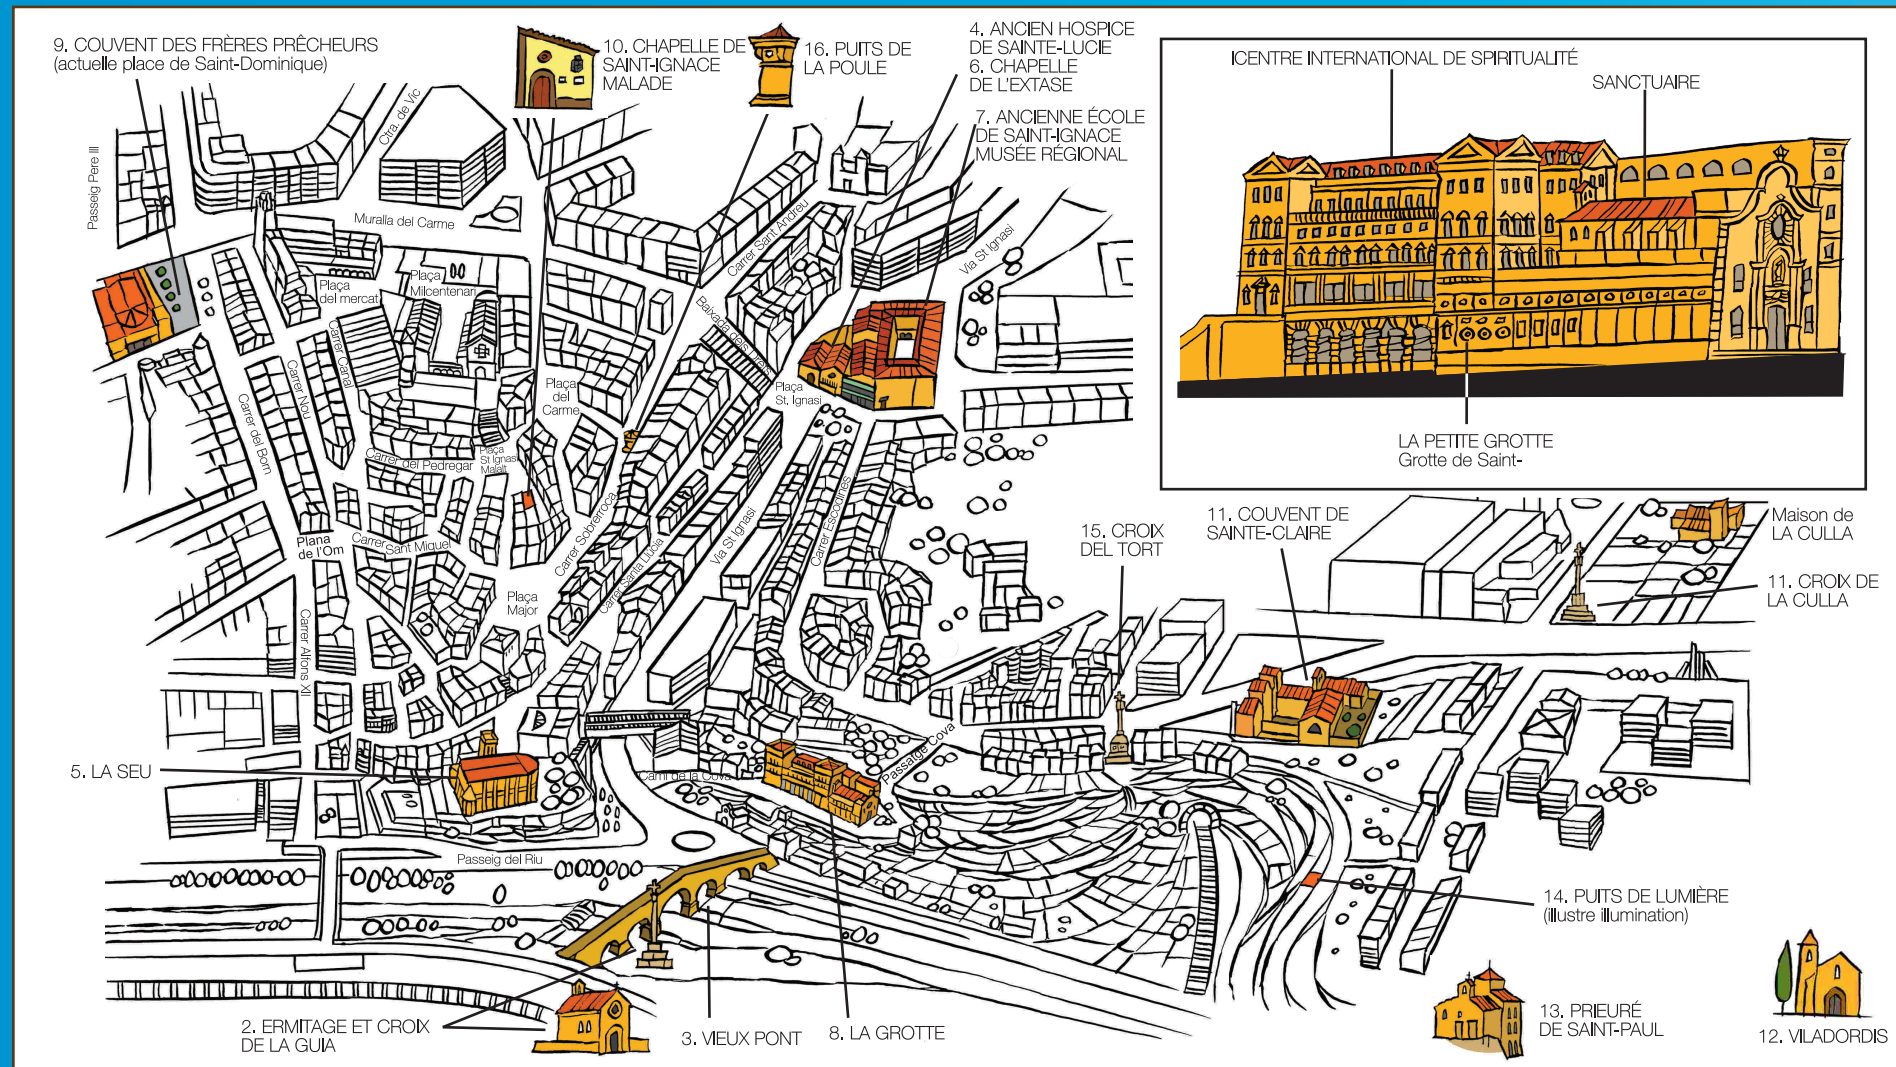 9. COUVENT DES FRÈRES PRÊCHEURS
(actuelle place de Saint-Dominique)
10. CHAPELLE DE
SAINT-IGNACE
MALADE
16. PUITS DE
LA POULE
4. ANCIEN HOSPICE
DE SAINTE-LUCIE
6. CHAPELLE
DE L'EXTASE
7. ANCIENNE ÉCOLE
DE SAINT-IGNACE
MUSÉE RÉGIONAL
ICENTRE INTERNATIONAL DE SPIRITUALITÉ
SANCTUAIRE
LA PETITE GROTTE
Grotte de Saint-
Passeig Pere III
Ctra. de Vic
Muralla del Carme
Plaça
del mercat
Plaça
Milcentenari
Carrer Sant Andreu
Via St Ignasi
Baixada dels Drets
Plaça
St. Ignasi
Carrer Canal
Carrer Nou
Carrer del Born
Plaça
del
Carme
Carrer del Pedregar
Plaça
St Ignasi
Malalt
Plana
de l'Om
Carrer Sant Miquel
Carrer Sobrerroca
Carrer Santa Llúcia
Via St Ignasi
Carrer Escodines
Plaça
Major
Carrer Alfons XII
15. CROIX
DEL TORT
11. COUVENT DE
SAINTE-CLAIRE
Maison de
LA CULLA
11. CROIX DE
LA CULLA
5. LA SEU
Camí de la Cova
Passatge Cova
Passeig del Riu
14. PUITS DE LUMIÈRE
(illustre illumination)
2. ERMITAGE ET CROIX
DE LA GUIA
3. VIEUX PONT
8. LA GROTTE
13. PRIEURÉ
DE SAINT-PAUL
12. VILADORDIS